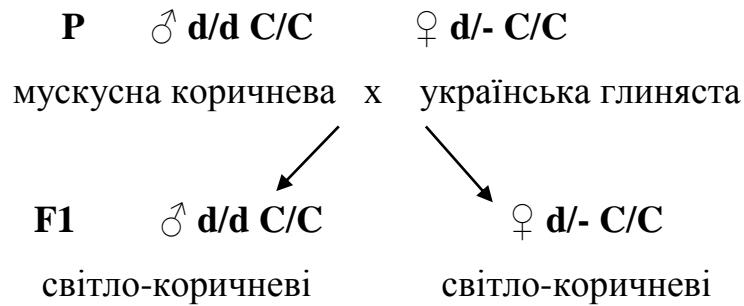 P ♂ d/d C/C ♀ d/- C/C
мускусна коричнева х українська глиняста
F1 ♂ d/d C/C ♀ d/- C/C
світло-коричневі світло-коричневі